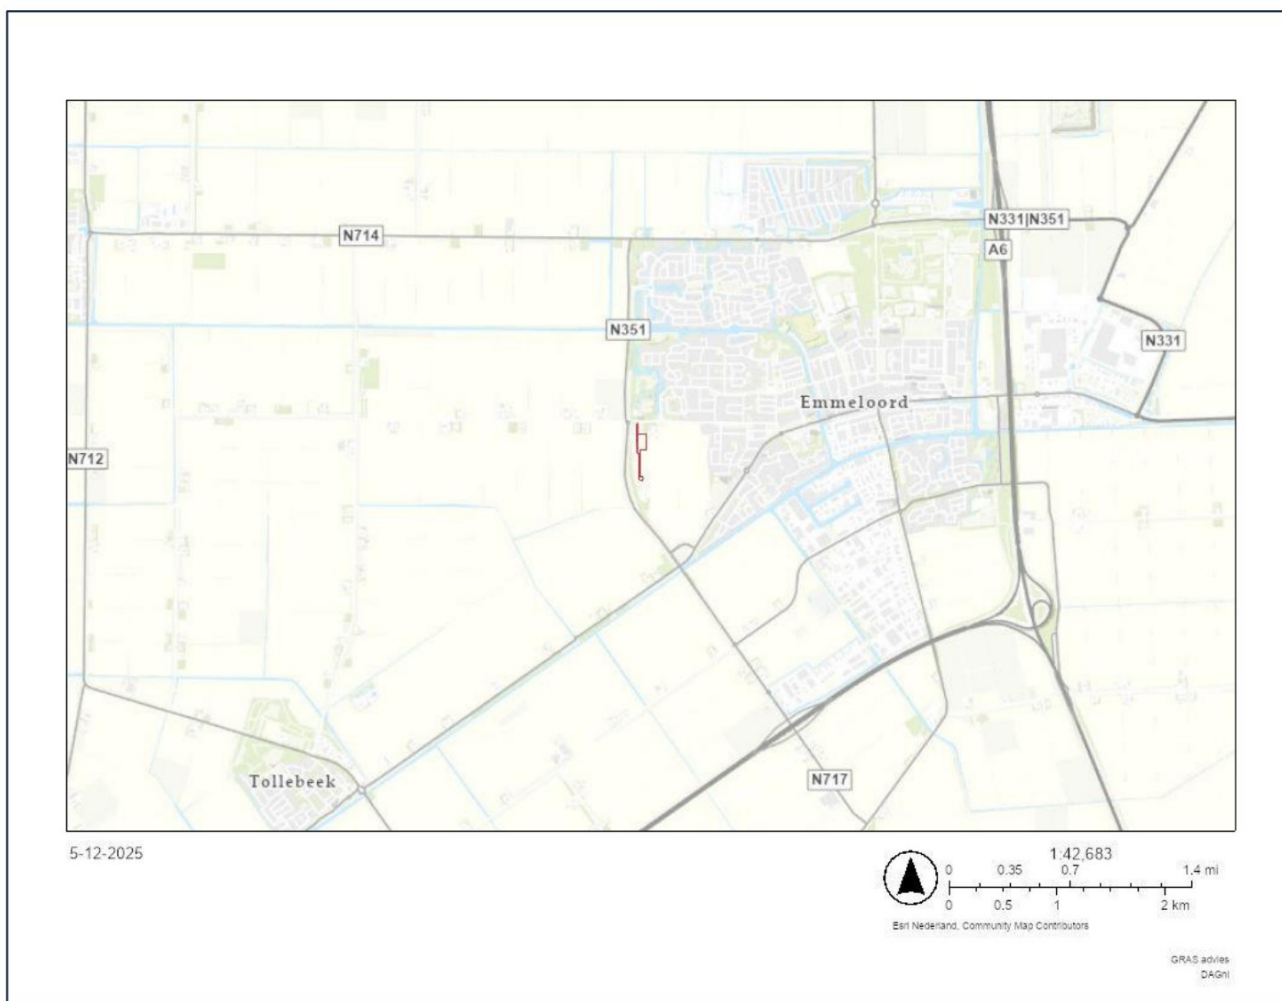 N331|N351
N714
A6
N351
N331
Emmeloord
N712
Tollebeek
N717
5-12-2025
1:42,683
0 0.35 0.7 1.4 mi
0 0.5 1 2 km
Esri Nederland, Community Map Contributors
GRAS advies
DAGnl